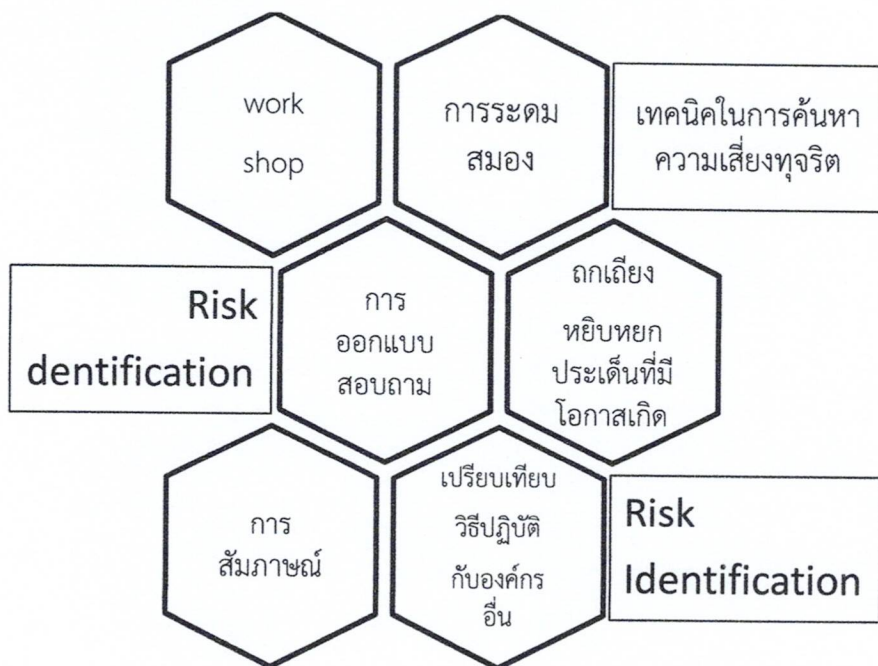 work
shop
การระดม
สมอง
เทคนิคในการค้นหา
ความเสี่ยงทุจริต
Risk
dentification
การ
ออกแบบ
สอบถาม
ถกเถียง
หยิบหยก
ประเด็นที่มี
โอกาสเกิด
การ
สัมภาษณ์
เปรียบเทียบ
วิธีปฏิบัติ
กับองค์กร
อื่น
Risk
Identification